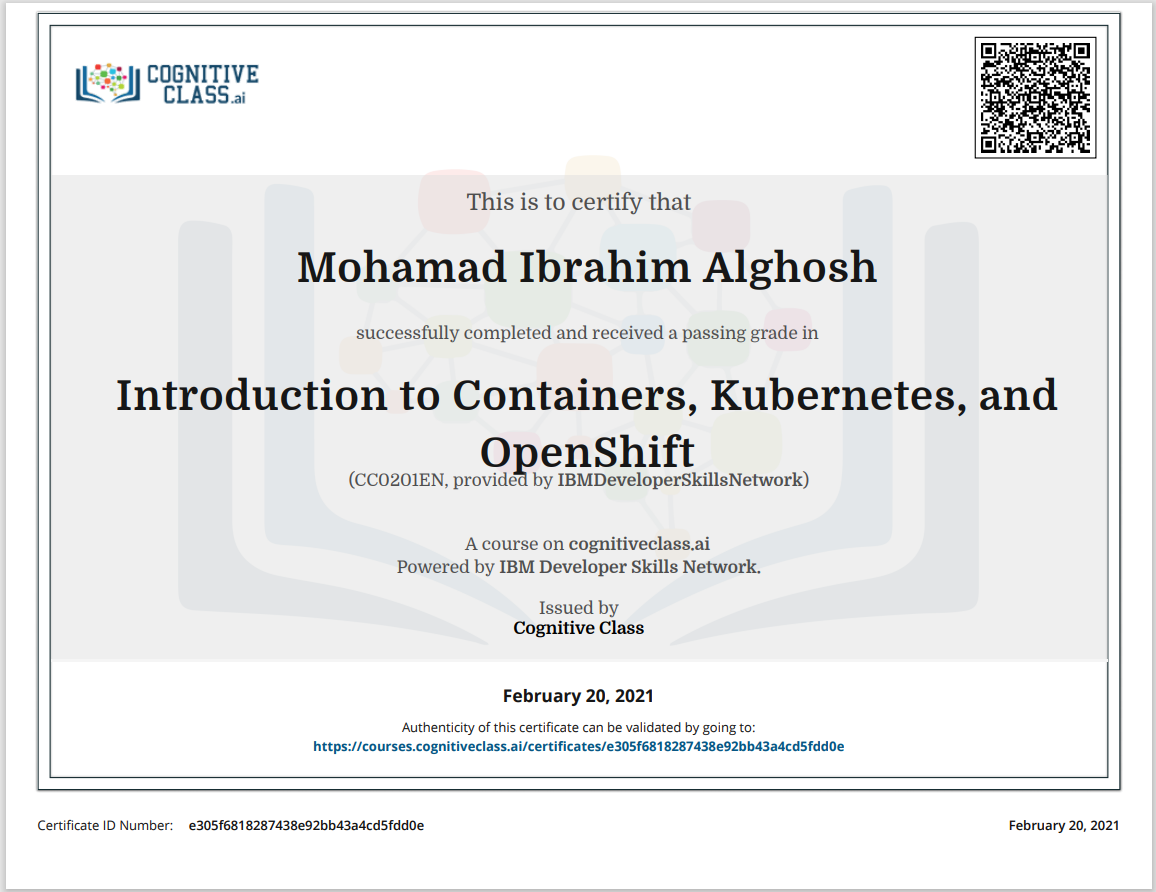 COGNITIVE
CLASS.ai
This is to certify that
Mohamad Ibrahim Alghosh
successfully completed and received a passing grade in
Introduction to Containers, Kubernetes, and
OpenShift
(CC0201EN, provided by IBMDeveloperSkillsNetwork)
A course on cognitiveclass.ai
Powered by IBM Developer Skills Network.
Issued by
Cognitive Class
February 20, 2021
Authenticity of this certificate can be validated by going to:
https://courses.cognitiveclass.ai/certificates/e305f6818287438e92bb43a4cd5fdd0e
Certificate ID Number: e305f6818287438e92bb43a4cd5fdd0e
February 20, 2021